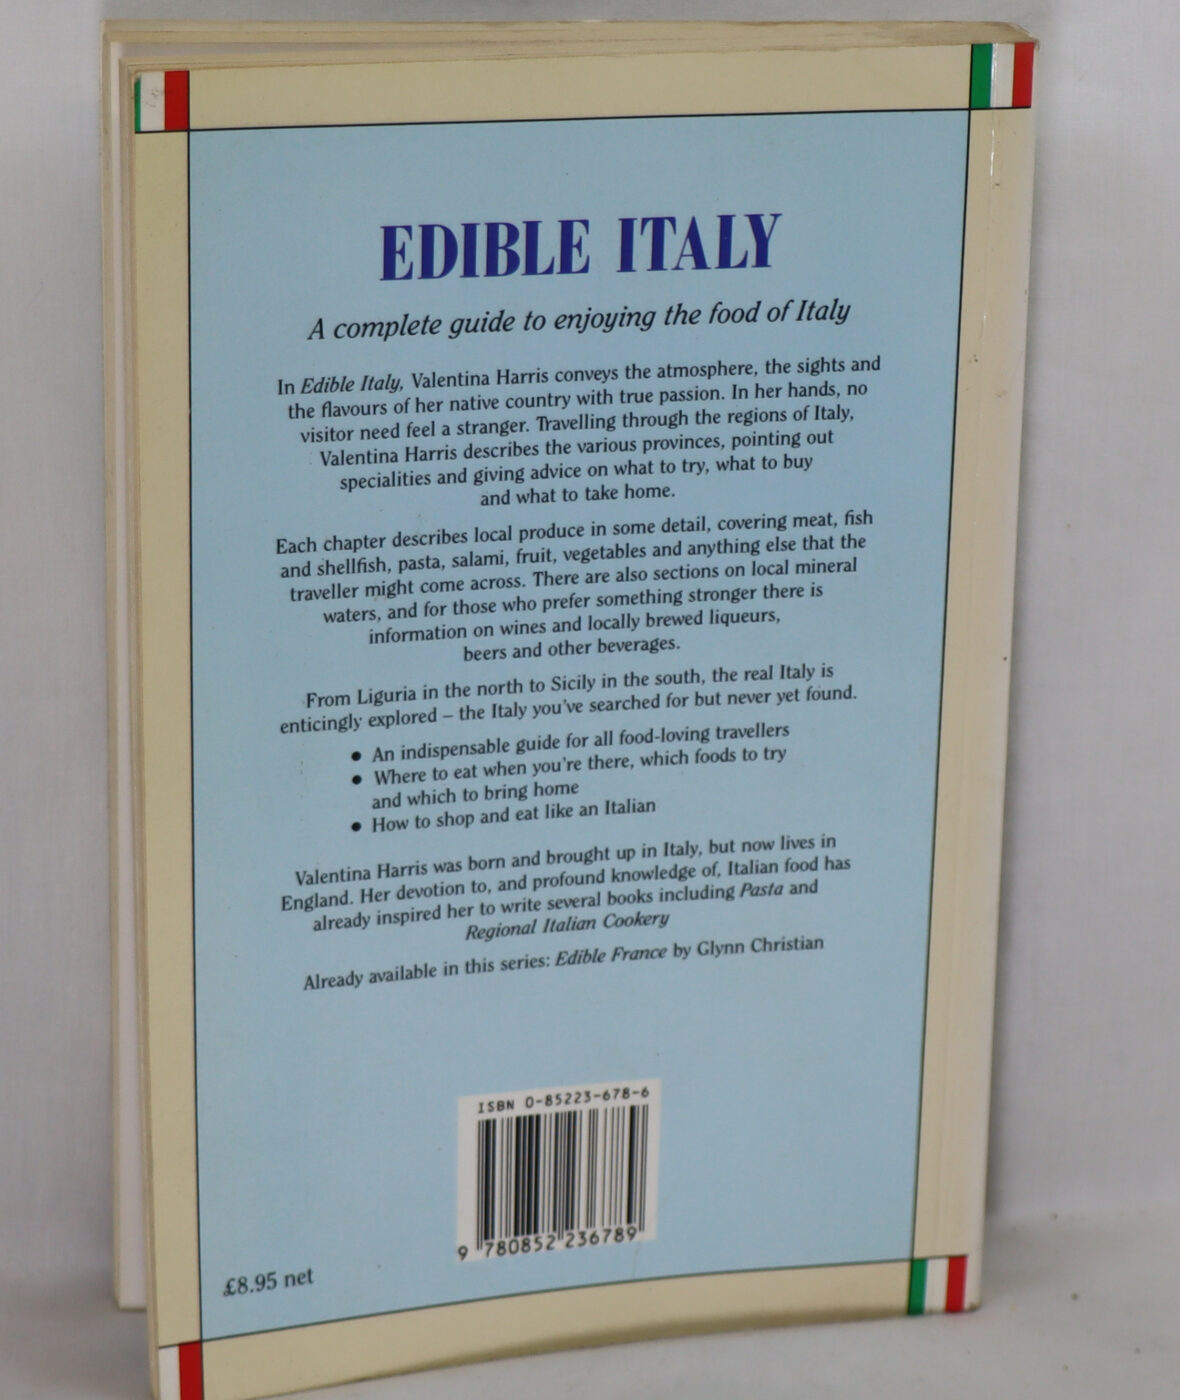 EDIBLE ITALY
A complete guide to enjoying the food of Italy
In Edible Italy, Valentina Harris conveys the atmosphere, the sights and
the flavours of her native country with true passion. In her hands, no
visitor need feel a stranger. Travelling through the regions of Italy,
Valentina Harris describes the various provinces, pointing out
specialities and giving advice on what to try, what to buy
and what to take home.
Each chapter describes local produce in some detail, covering meat, fish
and shellfish, pasta, salami, fruit, vegetables and anything else that the
traveller might come across. There are also sections on local mineral
waters, and for those who prefer something stronger there is
information on wines and locally brewed liqueurs,
beers and other beverages.
From Liguria in the north to Sicily in the south, the real Italy is
enticingly explored – the Italy you've searched for but never yet found.
● An indispensable guide for all food-loving travellers
● Where to eat when you're there, which foods to try
and which to bring home
● How to shop and eat like an Italian
Valentina Harris was born and brought up in Italy, but now lives in
England. Her devotion to, and profound knowledge of, Italian food has
already inspired her to write several books including Pasta and
Regional Italian Cookery
Already available in this series: Edible France by Glynn Christian
ISBN 0-85223-678-6
9 780852 236789
£8.95 net